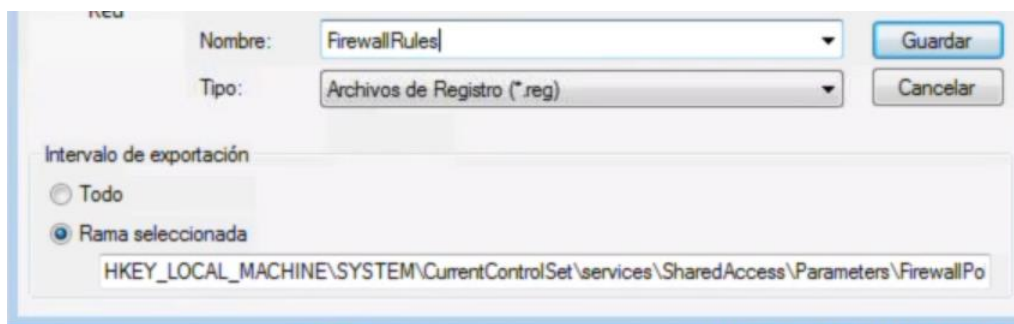 Red
Nombre: FirewallRules Guardar
Tipo: Archivos de Registro (*.reg) Cancelar
Intervalo de exportación
Todo
Rama seleccionada
HKEY_LOCAL_MACHINE\SYSTEM\CurrentControlSet\services\SharedAccess\Parameters\FirewallPo